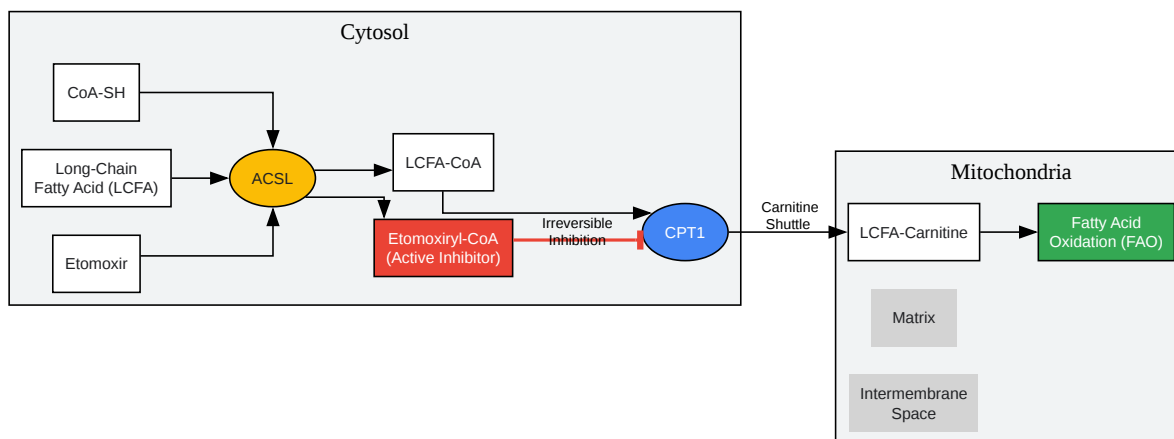 Cytosol
CoA-SH
Long-Chain
Fatty Acid (LCFA)
Etomoxir
ACSL
LCFA-CoA
Etomoxiryl-CoA
(Active Inhibitor)
Irreversible
Inhibition
CPT1
Carnitine
Shuttle
Mitochondria
LCFA-Carnitine
Fatty Acid
Oxidation (FAO)
Matrix
Intermembrane
Space